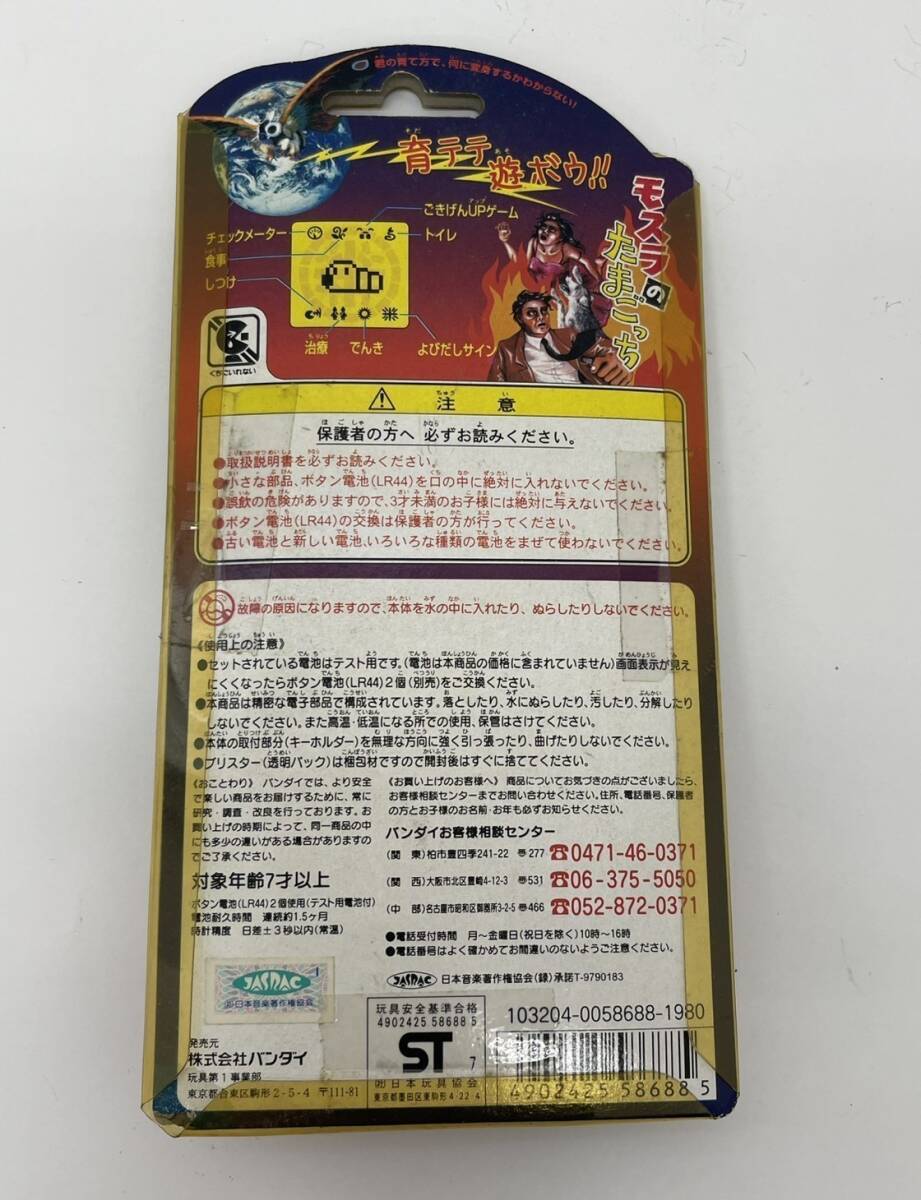 君の育て方で、何に変身するかわからない!
育テテ遊ボウ!!
モスラの
たまごっち
ごきげんUPゲーム
チェックメーター
トイレ
食事
しつけ
治療
でんき
よびだしサイン
くちにいれない
注意
保護者の方へ 必ずお読みください。
●取扱説明書を必ずお読みください。
●小さな部品、ボタン電池(LR44)を口の中に絶対に入れないでください。
●誤飲の危険がありますので、3才未満のお子様には絶対に与えないでください。
●ボタン電池(LR44)の交換は保護者の方が行ってください。
●古い電池と新しい電池、いろいろな種類の電池をまぜて使わないでください。
故障の原因になりますので、本体を水の中に入れたり、ぬらしたりしないでください。
《使用上の注意》
●セットされている電池はテスト用です。(電池は本商品の価格に含まれていません)画面表示が見
えにくくなったらボタン電池(LR44)2個(別売)をご交換ください。
●本商品は精密な電子部品で構成されています。落としたり、水にぬらしたり、汚したり、分解したり
しないでください。また高温・低温になる所での使用、保管はさけてください。
●本体の取付部分(キーホルダー)を無理な方向に強く引っ張ったり、曲げたりしないでください。
●ブリスター(透明パック)は梱包材ですので開封後はすぐに捨ててください。
《おことわり》 バンダイでは、より安全
で楽しい商品をお届けするために、常に
研究・調査・改良を行っております。お
買い上げの時期によって、同一商品の中
にも多少の違いがある場合があります
のでご了承ください。
《お買い上げのお客様へ》 商品についてお気づきの点がございましたら、
お客様相談センターまでお問い合わせください。住所、電話番号、保護者
の方とお子様のお名前・お年も必ずお知らせください。
バンダイお客様相談センター
(関 東)柏市豊四季241-22 〒277 ☎0471-46-0371
(関 西)大阪市北区豊崎4-12-3 〒531 ☎06-375-5050
(中 部)名古屋市昭和区御器所3-2-5 〒466 ☎052-872-0371
●電話受付時間 月~金曜日(祝日を除く)10時~16時
●電話番号はよく確かめてお間違いのないようご注意ください。
対象年齢7才以上
ボタン電池(LR44)2個使用(テスト用電池付)
電池耐久時間 連続約1.5ヶ月
時計精度 日差±3秒以内(常温)
JASRAC 日本音楽著作権協会(録)承諾T-9790183
JASRAC
1
㈳日本音楽著作権協会
発売元
株式会社バンダイ
玩具第1事業部
東京都台東区駒形2-5-4 〒111-81
玩具安全基準合格
4902425 58688 5
ST
7
㈳日本玩具協会
東京都墨田区東駒形4-22-4
103204-0058688-1980
4902425 586885